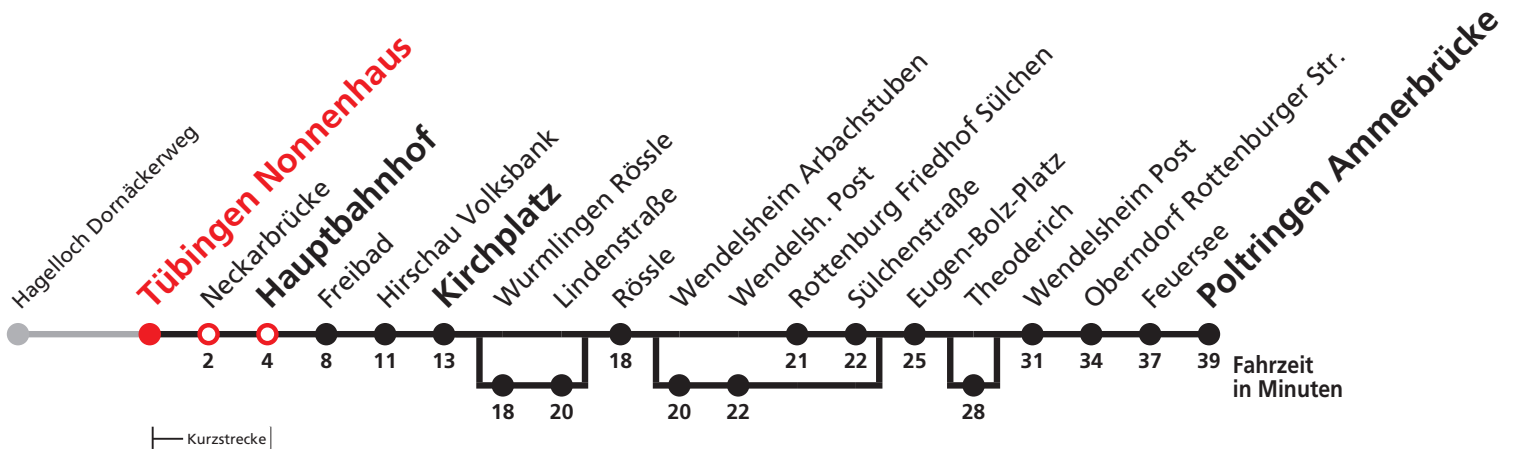 Hagelloch Dornäckerweg
Tübingen Nonnenhaus
Neckarbrücke
Hauptbahnhof
Freibad
Hirschau Volksbank
Kirchplatz
Wurmlingen Rössle
Lindenstraße
Rössle
Wendelsheim Arbachstuben
Wendelsh. Post
Rottenburg Friedhof Sülchen
Sülchenstraße
Eugen-Bolz-Platz
Theoderich
Wendelsheim Post
Oberndorf Rottenburger Str.
Feuersee
Poltringen Ammerbrücke
2 4 8 11 13 18 21 22 25 31 34 37 39
Fahrzeit
in Minuten
18 20 20 22 28
Kurzstrecke